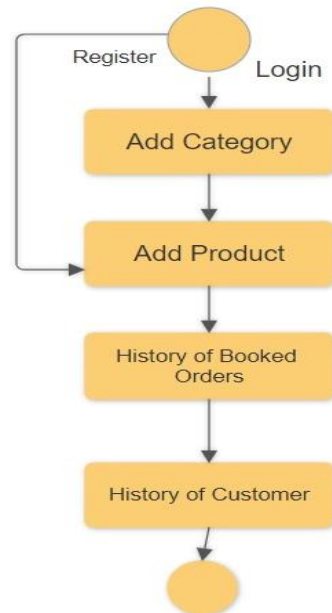 Register
Login
Add Category
Add Product
History of Booked
Orders
History of Customer